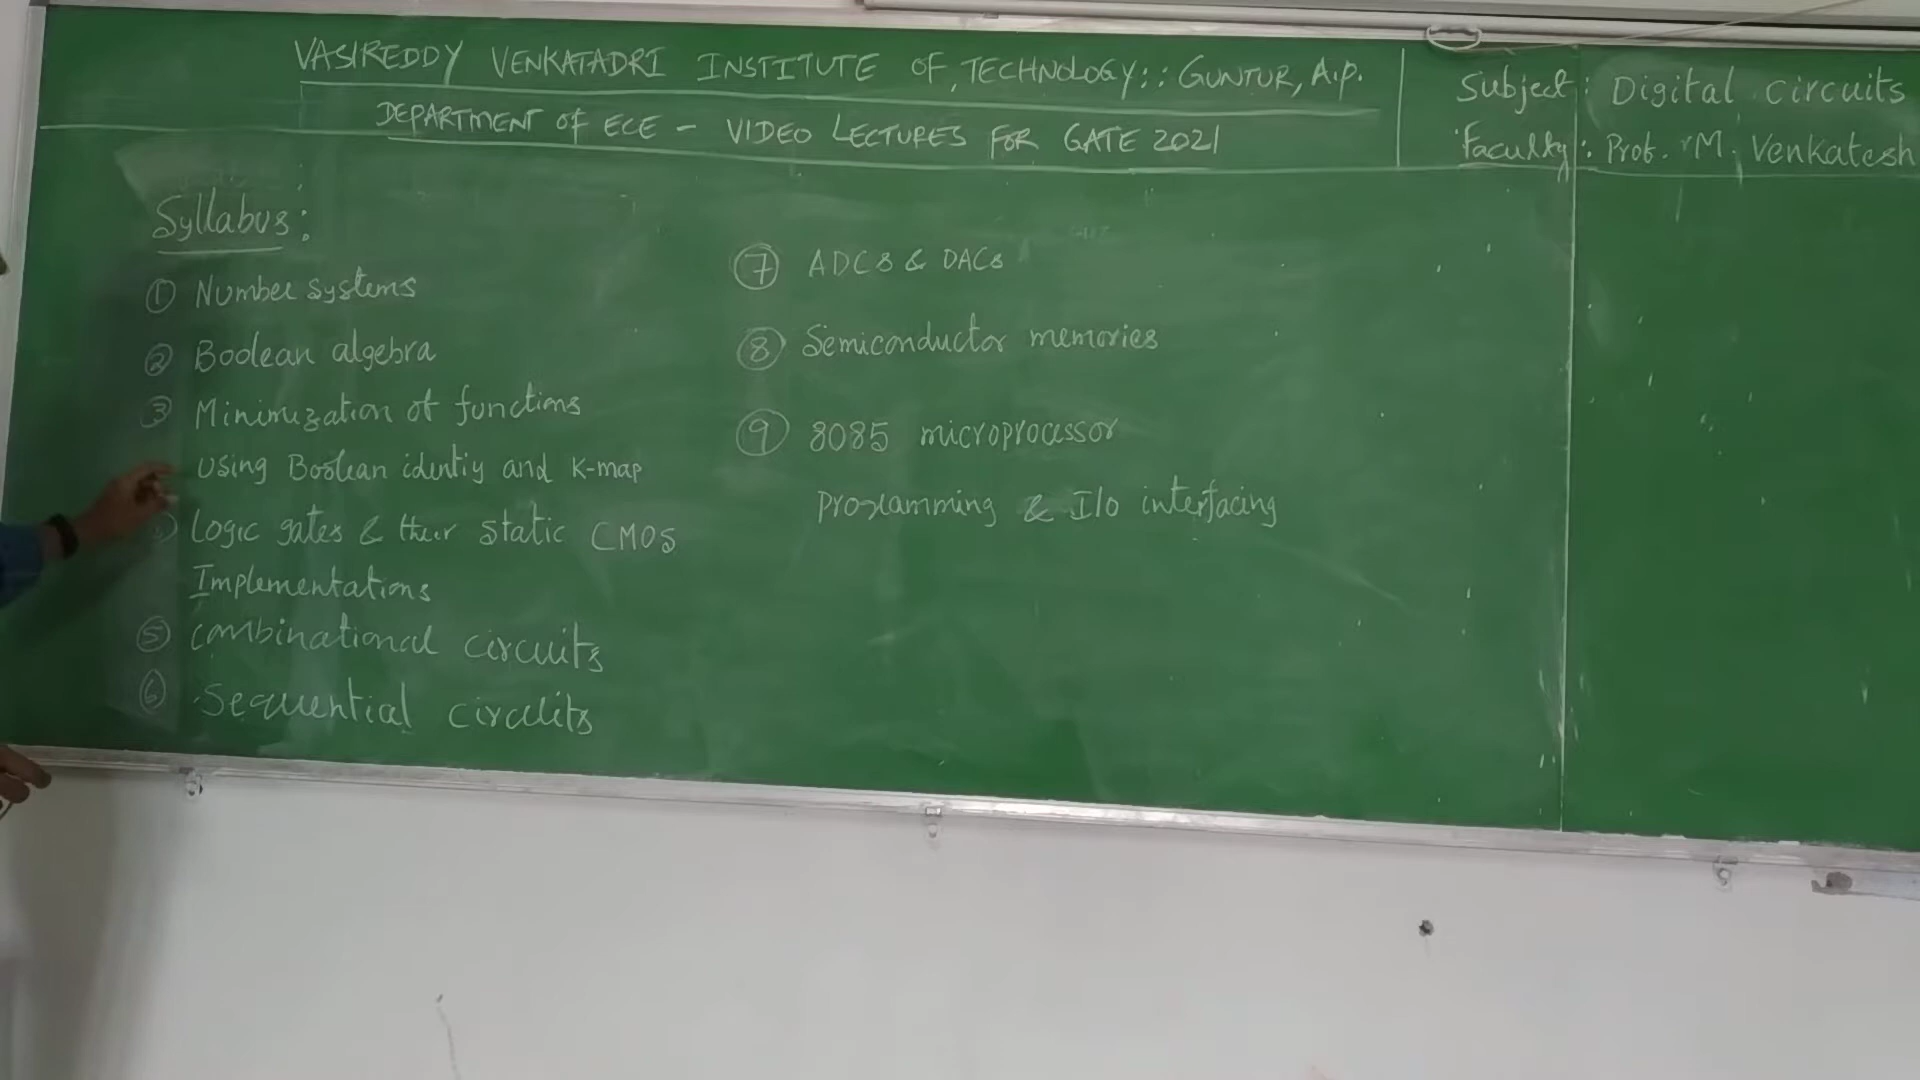 VASIREDDY VENKATADRI INSTITUTE OF TECHNOLOGY:: GUNTUR, A.P.
DEPARTMENT OF ECE - VIDEO LECTURES FOR GATE 2021
Subject: Digital circuits
Faculty: Prof. M. Venkatesh
Syllabus:
① Number systems
② Boolean algebra
③ Minimization of functions
using Boolean identiy and K-map
Logic gates & their static CMOS
Implementations
⑤ combinational circuits
⑥ Sequential circuits
⑦ ADCs & DACs
⑧ Semiconductor memories
⑨ 8085 microprocessor
programming & I/O interfacing